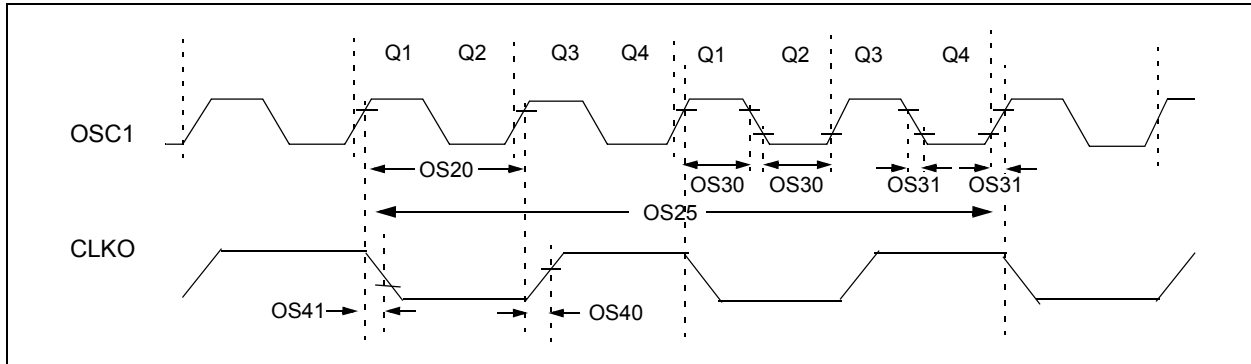 Q1 Q2 Q3 Q4 Q1 Q2 Q3 Q4
OSC1
OS20 OS30 OS30 OS31 OS31
OS25
CLKO
OS41 OS40